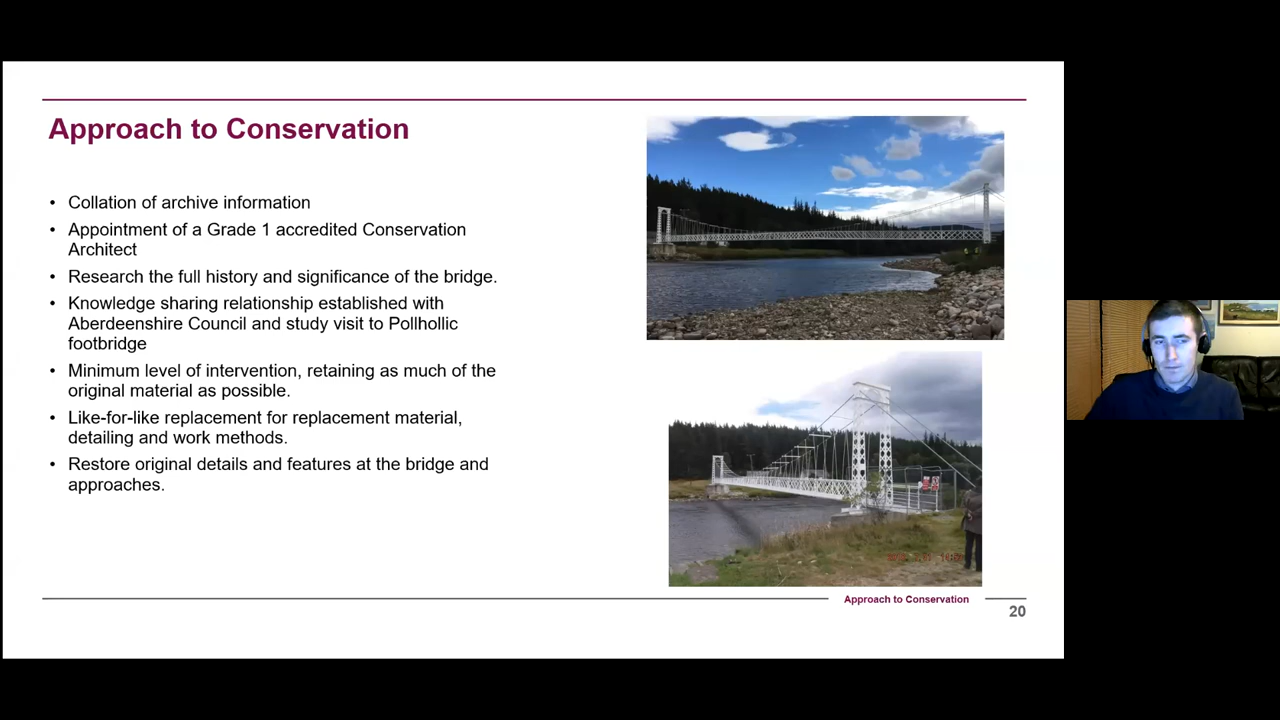 Approach to Conservation
• Collation of archive information
• Appointment of a Grade 1 accredited Conservation
Architect
• Research the full history and significance of the bridge.
• Knowledge sharing relationship established with
Aberdeenshire Council and study visit to Pollhollic
footbridge
• Minimum level of intervention, retaining as much of the
original material as possible.
• Like-for-like replacement for replacement material,
detailing and work methods.
• Restore original details and features at the bridge and
approaches.
Approach to Conservation
20